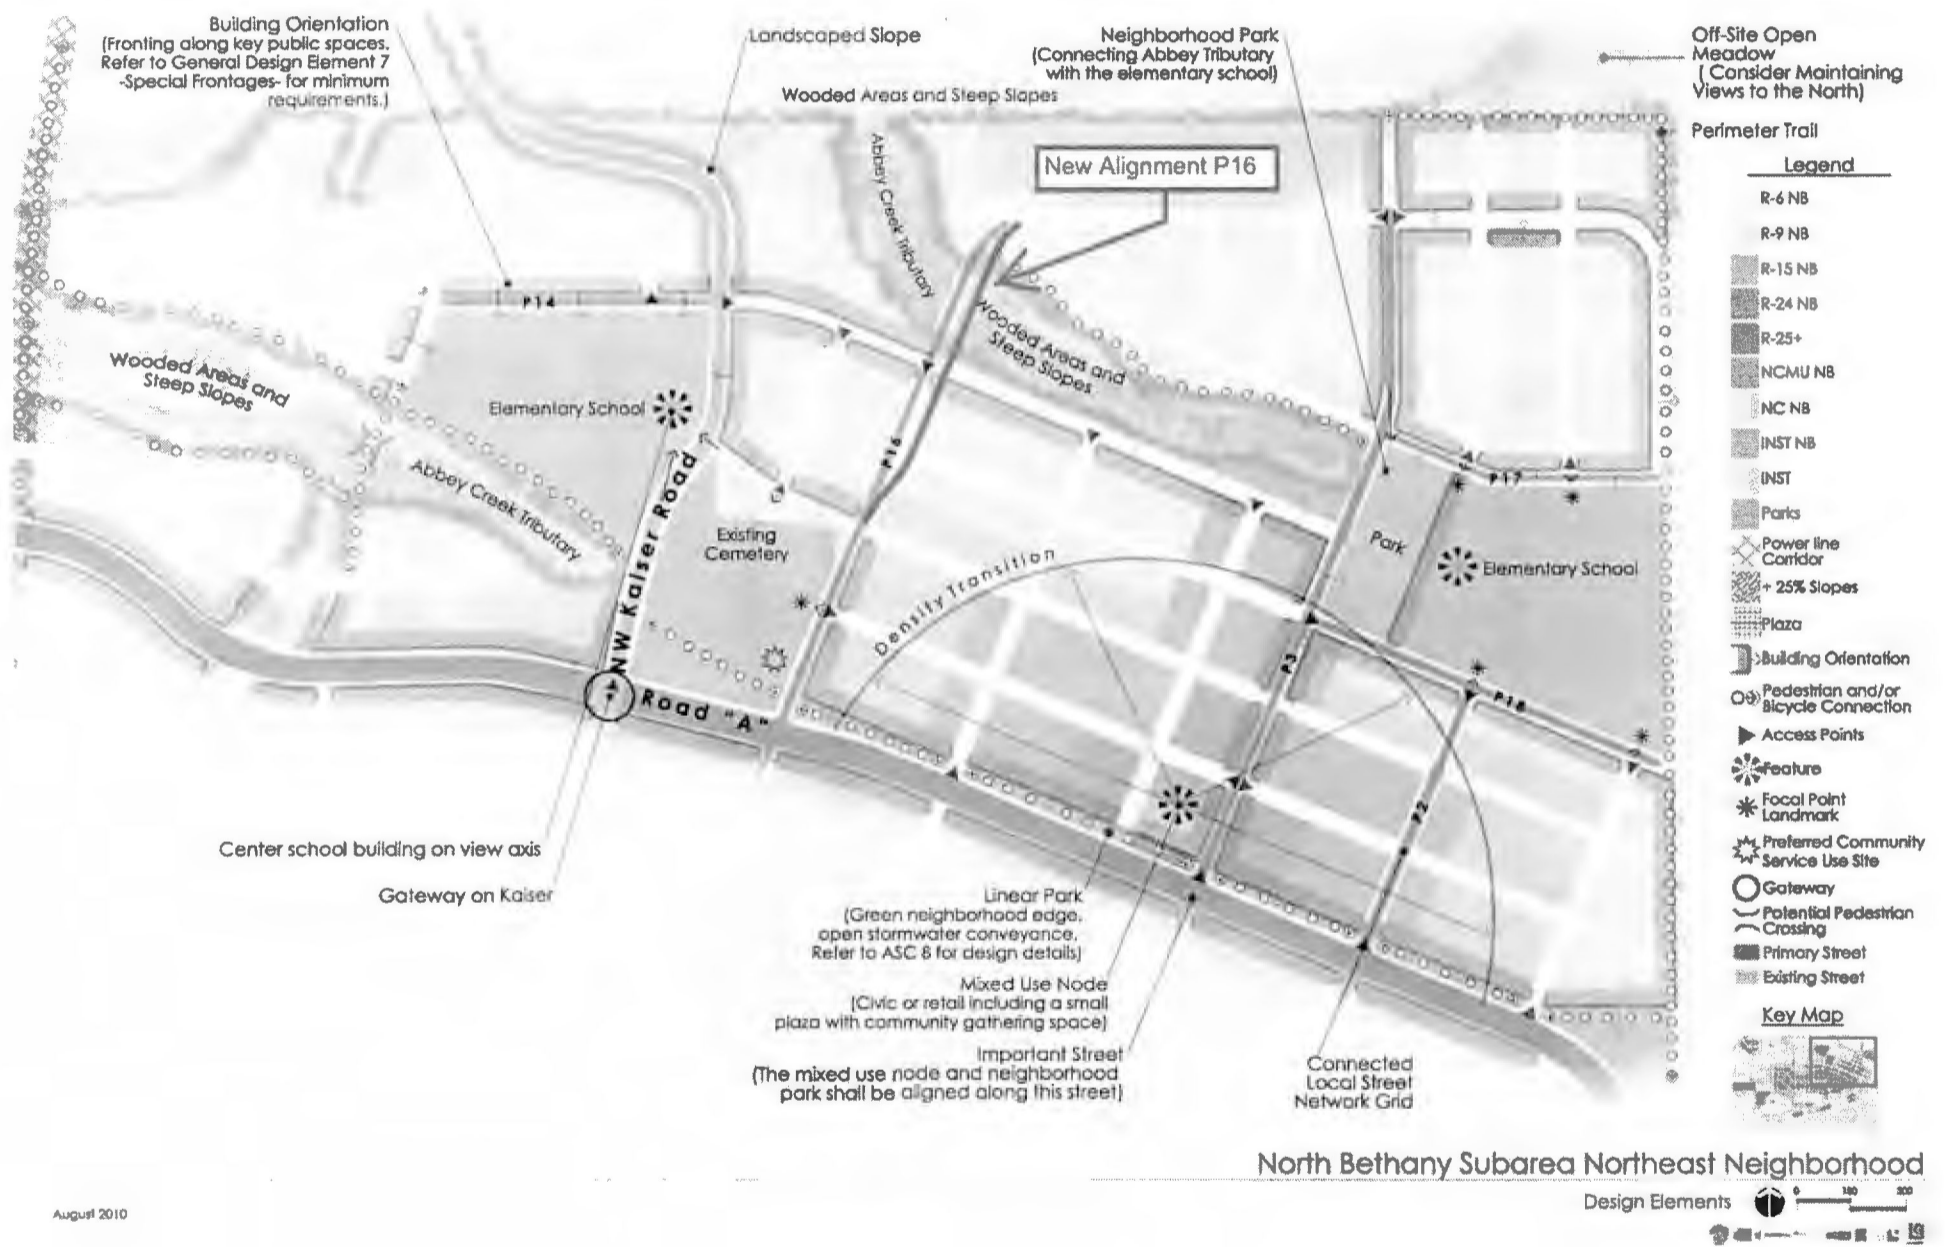 Building Orientation
(Fronting along key public spaces.
Refer to General Design Element 7
-Special Frontages- for minimum
requirements.)
Landscaped Slope
Wooded Areas and Steep Slopes
Neighborhood Park
(Connecting Abbey Tributary
with the elementary school)
Off-Site Open
Meadow
( Consider Maintaining
Views to the North)
Perimeter Trail
New Alignment P16
Abbey Creek Tributary
P14
Wooded Areas and
Steep Slopes
Wooded Areas and
Steep Slopes
Elementary School
P16
Abbey Creek Tributary
NW Kaiser Road
Existing
Cemetery
Density Transition
P17
Park
Elementary School
P3
P18
P2
Road "A"
Center school building on view axis
Gateway on Kaiser
Linear Park
(Green neighborhood edge,
open stormwater conveyance.
Refer to ASC 8 for design details)
Mixed Use Node
(Civic or retail including a small
plaza with community gathering space)
Important Street
(The mixed use node and neighborhood
park shall be aligned along this street)
Connected
Local Street
Network Grid
Legend
R-6 NB
R-9 NB
R-15 NB
R-24 NB
R-25+
NCMU NB
NC NB
INST NB
INST
Parks
Power line
Corridor
+ 25% Slopes
Plaza
Building Orientation
Pedestrian and/or
Bicycle Connection
Access Points
Feature
Focal Point
Landmark
Preferred Community
Service Use Site
Gateway
Potential Pedestrian
Crossing
Primary Street
Existing Street
Key Map
North Bethany Subarea Northeast Neighborhood
Design Elements
0
August 2010